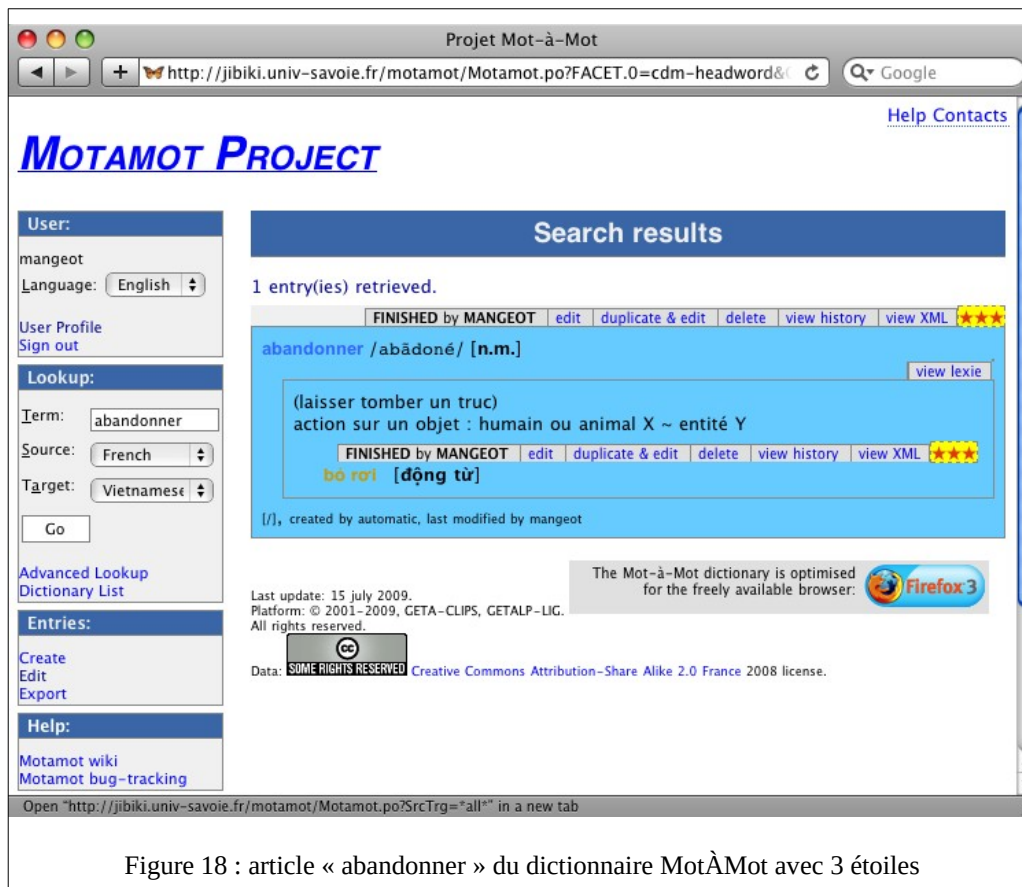 Projet Mot-à-Mot
http://jibiki.univ-savoie.fr/motamot/Motamot.po?FACET.0=cdm-headword&
Google
Help Contacts
MOTAMOT PROJECT
User:
mangeot
Language: English
User Profile
Sign out
Lookup:
Term: abandonner
Source: French
Target: Vietnamese
Go
Advanced Lookup
Dictionary List
Entries:
Create
Edit
Export
Help:
Motamot wiki
Motamot bug-tracking
Search results
1 entry(ies) retrieved.
FINISHED by MANGEOT edit duplicate & edit delete view history view XML ★★★
abandonner /abãdoné/ [n.m.]
view lexie
(laisser tomber un truc)
action sur un objet : humain ou animal X ~ entité Y
FINISHED by MANGEOT edit duplicate & edit delete view history view XML ★★★
bỏ rơi [động từ]
[/], created by automatic, last modified by mangeot
The Mot-à-Mot dictionary is optimised
for the freely available browser:
Firefox 3
Last update: 15 july 2009.
Platform: © 2001-2009, GETA-CLIPS, GETALP-LIG.
All rights reserved.
Data: cc SOME RIGHTS RESERVED Creative Commons Attribution-Share Alike 2.0 France 2008 license.
Open "http://jibiki.univ-savoie.fr/motamot/Motamot.po?SrcTrg=*all*" in a new tab
Figure 18 : article « abandonner » du dictionnaire MotÀMot avec 3 étoiles